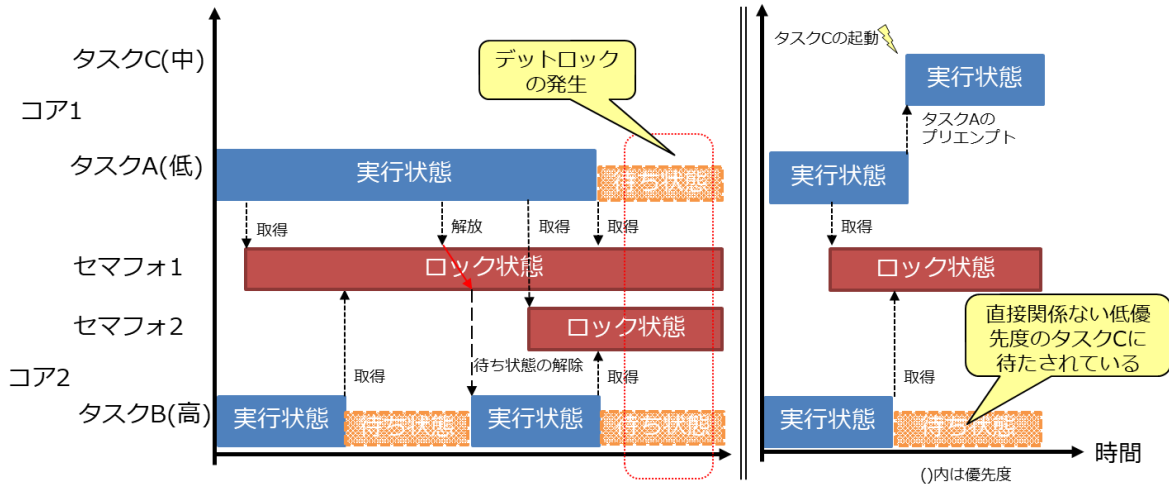 タスクC(中)
コア1
タスクA(低)
セマフォ1
セマフォ2
コア2
タスクB(高)
デットロック
の発生
実行状態
待ち状態
取得
解放
取得
取得
ロック状態
ロック状態
取得
待ち状態の解除
取得
実行状態
待ち状態
実行状態
待ち状態
タスクCの起動
実行状態
タスクAの
プリエンプト
実行状態
取得
ロック状態
直接関係ない低優
先度のタスクCに
待たされている
取得
実行状態
待ち状態
時間
()内は優先度